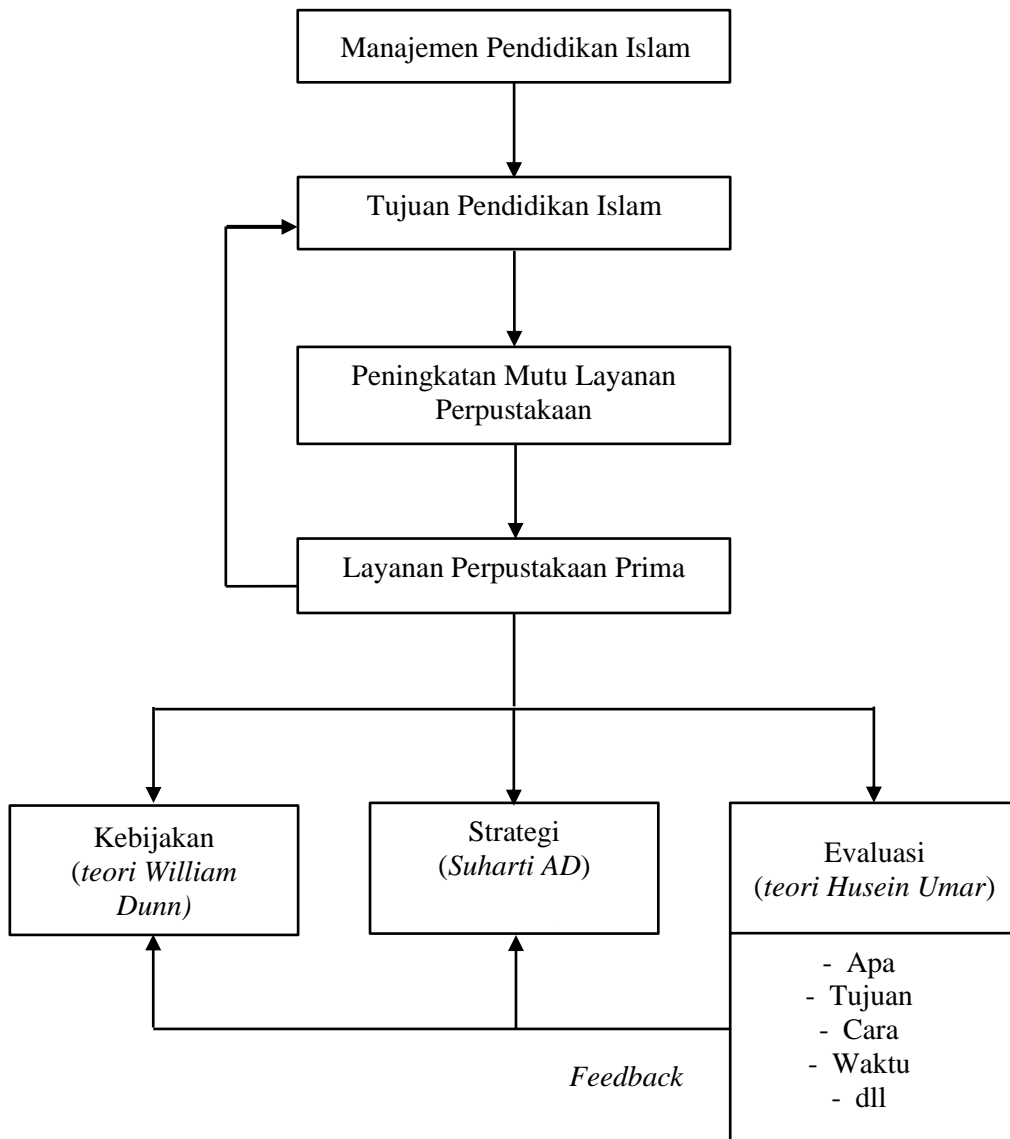 Manajemen Pendidikan Islam
Tujuan Pendidikan Islam
Peningkatan Mutu Layanan
Perpustakaan
Layanan Perpustakaan Prima
Kebijakan
(teori William
Dunn)
Strategi
(Suharti AD)
Evaluasi
(teori Husein Umar)
- Apa
- Tujuan
- Cara
- Waktu
- dll
Feedback